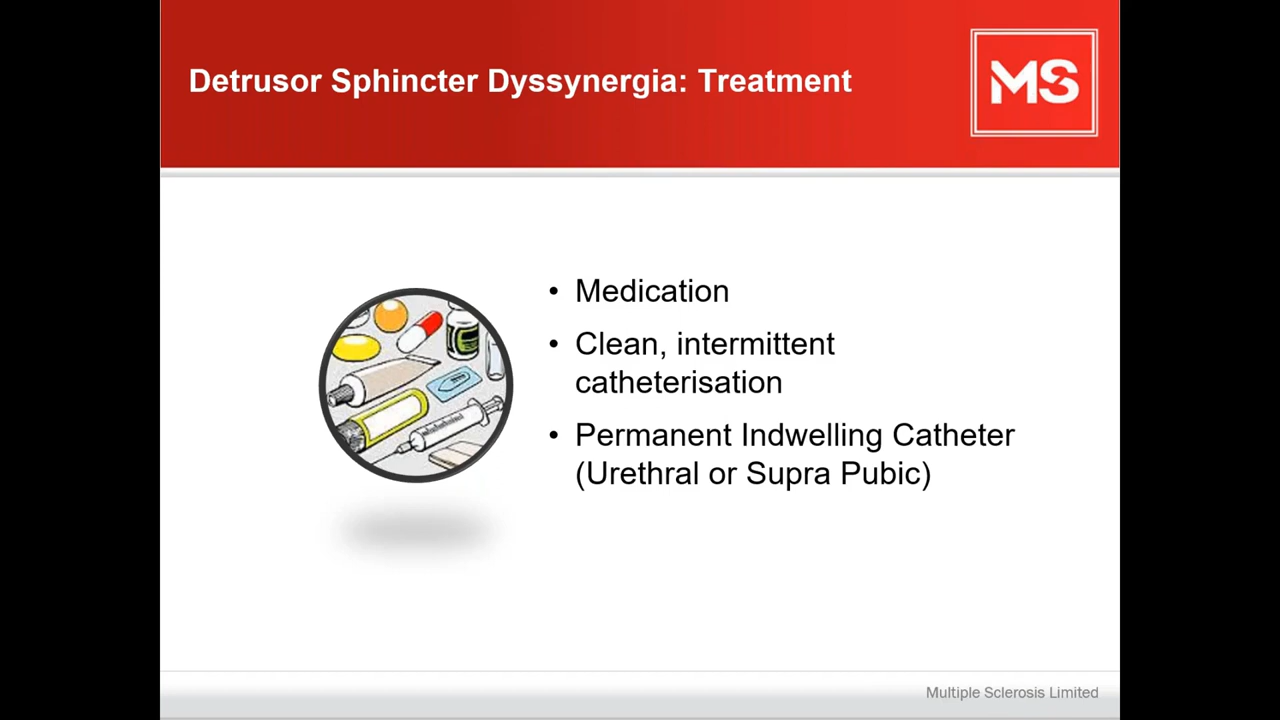 Detrusor Sphincter Dyssynergia: Treatment
MS
• Medication
• Clean, intermittent
catheterisation
• Permanent Indwelling Catheter
(Urethral or Supra Pubic)
Multiple Sclerosis Limited